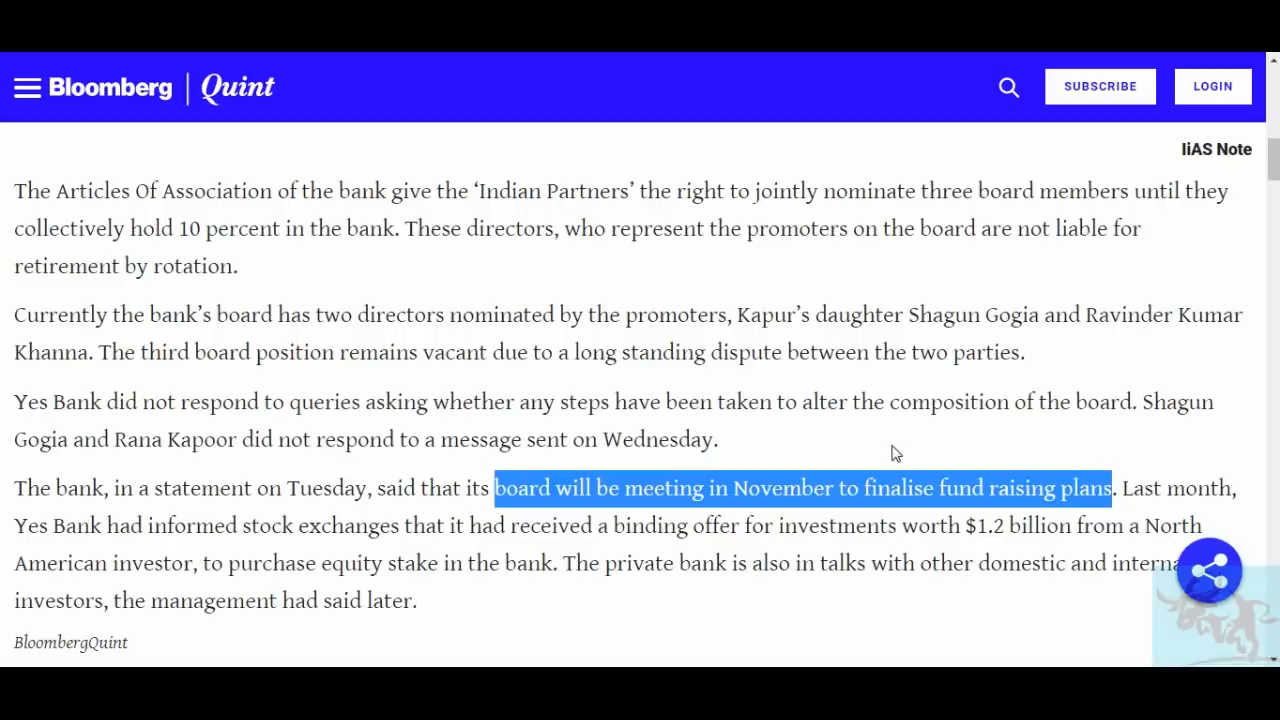 Bloomberg | Quint
SUBSCRIBE
LOGIN
IiAS Note
The Articles Of Association of the bank give the ‘Indian Partners’ the right to jointly nominate three board members until they
collectively hold 10 percent in the bank. These directors, who represent the promoters on the board are not liable for
retirement by rotation.
Currently the bank’s board has two directors nominated by the promoters, Kapur’s daughter Shagun Gogia and Ravinder Kumar
Khanna. The third board position remains vacant due to a long standing dispute between the two parties.
Yes Bank did not respond to queries asking whether any steps have been taken to alter the composition of the board. Shagun
Gogia and Rana Kapoor did not respond to a message sent on Wednesday.
The bank, in a statement on Tuesday, said that its board will be meeting in November to finalise fund raising plans. Last month,
Yes Bank had informed stock exchanges that it had received a binding offer for investments worth $1.2 billion from a North
American investor, to purchase equity stake in the bank. The private bank is also in talks with other domestic and
investors, the management had said later.
BloombergQuint